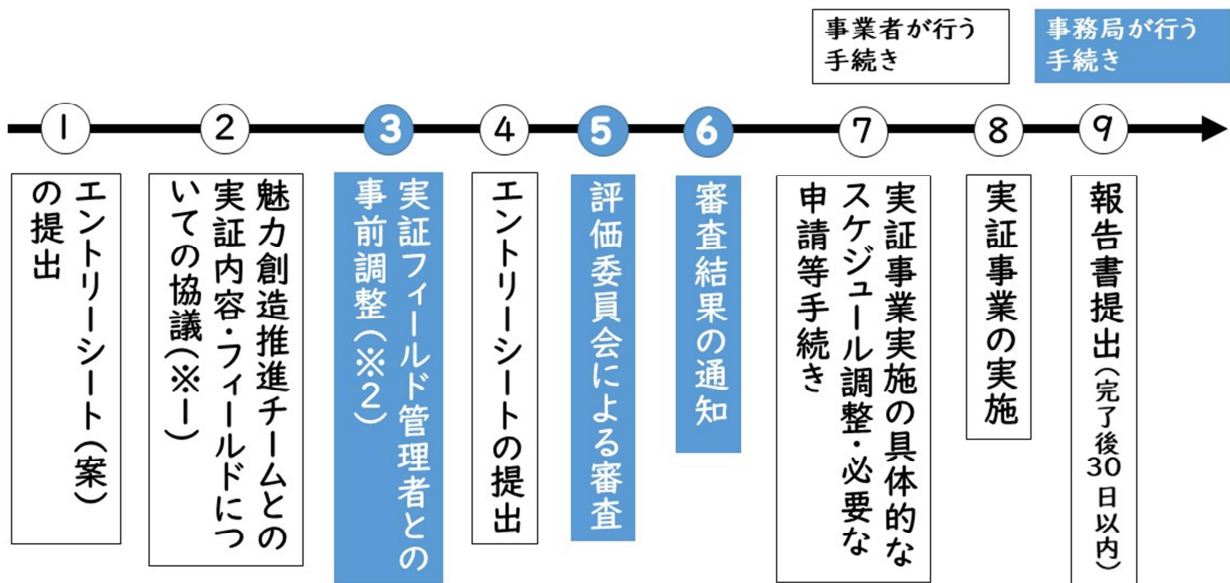 事業者が行う
手続き
事務局が行う
手続き
1
2
3
4
5
6
7
8
9
エントリーシート(案)
の提出
魅力創造推進チームとの
実証内容・フィールドにつ
いての協議(※1)
実証フィールド管理者との
事前調整(※2)
エントリーシートの提出
評価委員会による審査
審査結果の通知
実証事業実施の具体的な
スケジュール調整・必要な
申請等手続き
実証事業の実施
報告書提出(完了後30日以内)